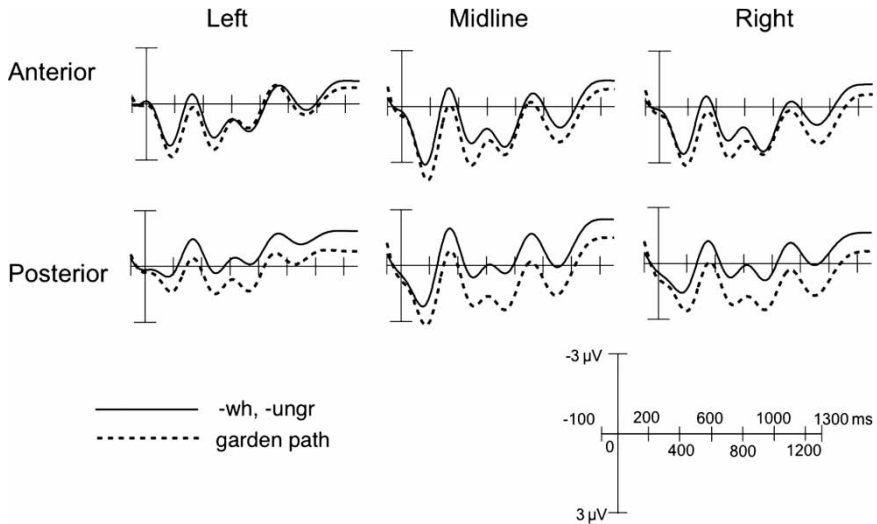 Left Midline Right
Anterior
Posterior
-3 µV
-wh, -ungr
garden path
-100 200 600 1000 1300 ms
0 400 800 1200
3 µV